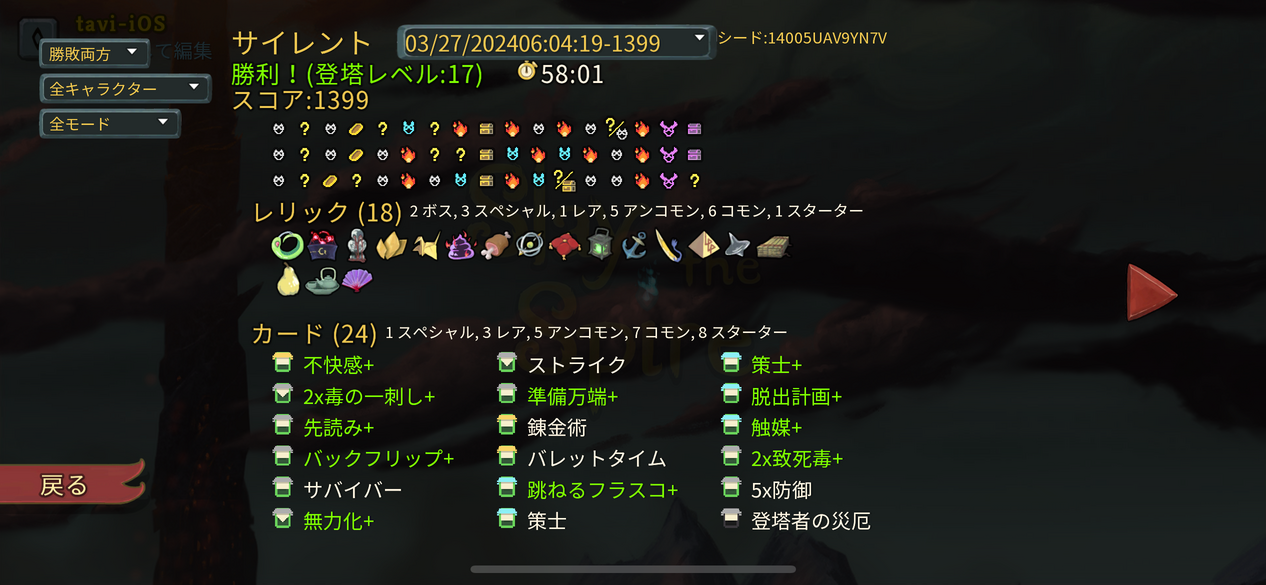 tavi-iOS
勝敗両方
て編集
サイレント
03/27/202406:04:19-1399
シード:14005UAV9YN7V
全キャラクター
勝利！(登塔レベル:17)
58:01
スコア:1399
全モード
レリック (18) 2 ボス, 3 スペシャル, 1 レア, 5 アンコモン, 6 コモン, 1 スターター
カード (24) 1 スペシャル, 3 レア, 5 アンコモン, 7 コモン, 8 スターター
不快感+ ストライク 策士+
2x毒の一刺し+ 準備万端+ 脱出計画+
先読み+ 錬金術 触媒+
バックフリップ+ バレットタイム 2x致死毒+
サバイバー 跳ねるフラスコ+ 5x防御
無力化+ 策士 登塔者の災厄
戻る